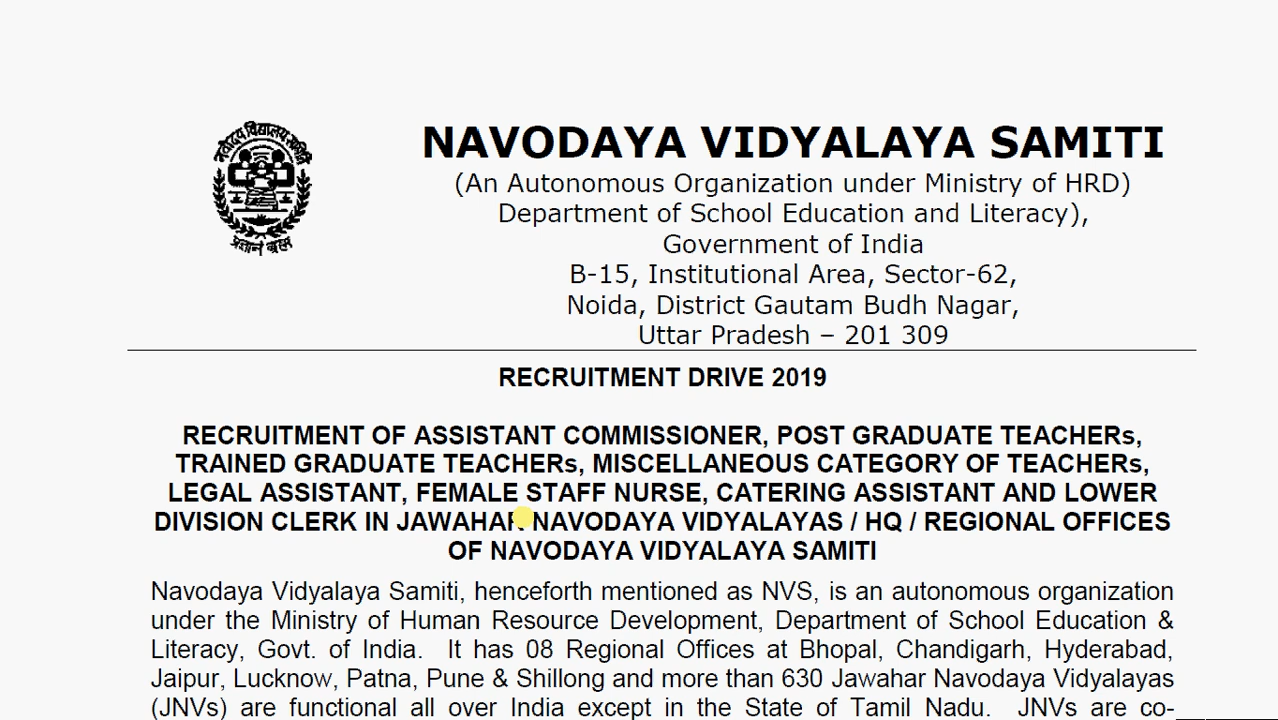 नवोदय विद्यालय समिति
NAVODAYA VIDYALAYA SAMITI
(An Autonomous Organization under Ministry of HRD)
Department of School Education and Literacy),
Government of India
B-15, Institutional Area, Sector-62,
Noida, District Gautam Budh Nagar,
Uttar Pradesh – 201 309
RECRUITMENT DRIVE 2019
RECRUITMENT OF ASSISTANT COMMISSIONER, POST GRADUATE TEACHERs,
TRAINED GRADUATE TEACHERs, MISCELLANEOUS CATEGORY OF TEACHERs,
LEGAL ASSISTANT, FEMALE STAFF NURSE, CATERING ASSISTANT AND LOWER
DIVISION CLERK IN JAWAHAR NAVODAYA VIDYALAYAS / HQ / REGIONAL OFFICES
OF NAVODAYA VIDYALAYA SAMITI
Navodaya Vidyalaya Samiti, henceforth mentioned as NVS, is an autonomous organization
under the Ministry of Human Resource Development, Department of School Education &
Literacy, Govt. of India. It has 08 Regional Offices at Bhopal, Chandigarh, Hyderabad,
Jaipur, Lucknow, Patna, Pune & Shillong and more than 630 Jawahar Navodaya Vidyalayas
(JNVs) are functional all over India except in the State of Tamil Nadu. JNVs are co-